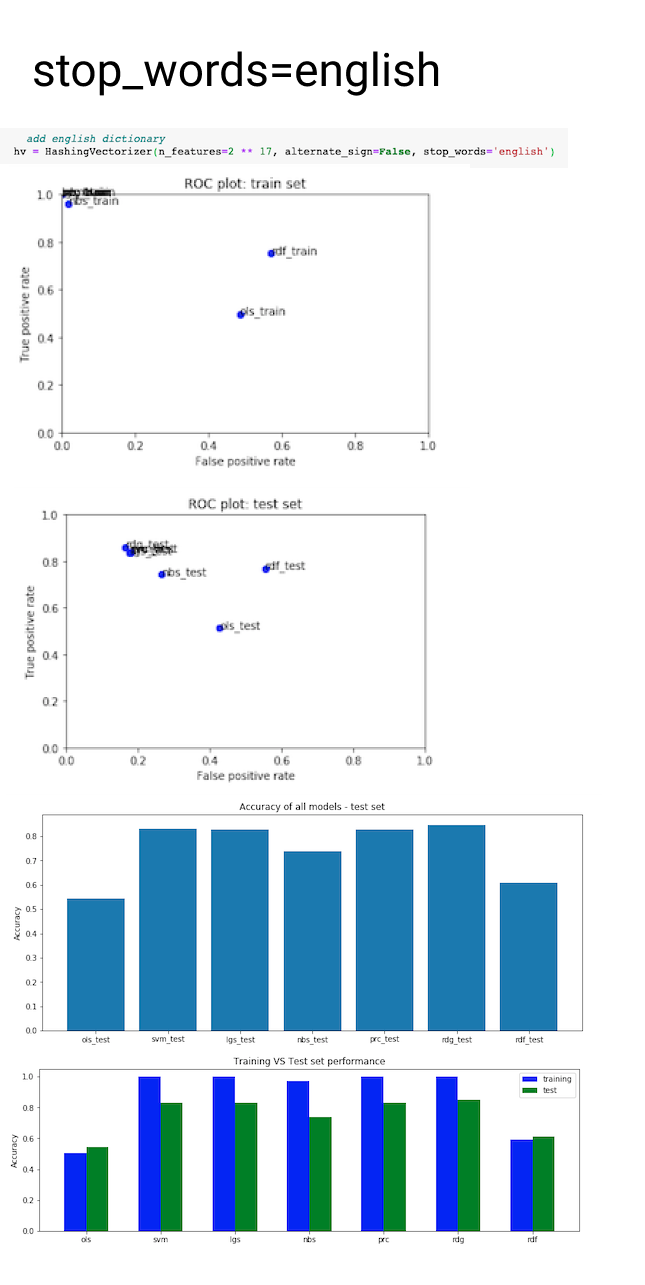 stop_words=english
add english dictionary
hv = HashingVectorizer(n_features=2 ** 17, alternate_sign=False, stop_words='english')
ROC plot: train set
1.0
0.8
0.6
0.4
0.2
0.0
True positive rate
nbs_train
rdf_train
ols_train
0.0 0.2 0.4 0.6 0.8 1.0
False positive rate
ROC plot: test set
1.0
0.8
0.6
0.4
0.2
0.0
True positive rate
rdg_test
nbs_test
rdf_test
ols_test
0.0 0.2 0.4 0.6 0.8 1.0
False positive rate
Accuracy of all models - test set
0.8
0.7
0.6
0.5
0.4
0.3
0.2
0.1
0.0
Accuracy
ols_test svm_test lgs_test nbs_test prc_test rdg_test rdf_test
Training VS Test set performance
1.0
0.8
0.6
0.4
0.2
0.0
Accuracy
training
test
ols svm lgs nbs prc rdg rdf